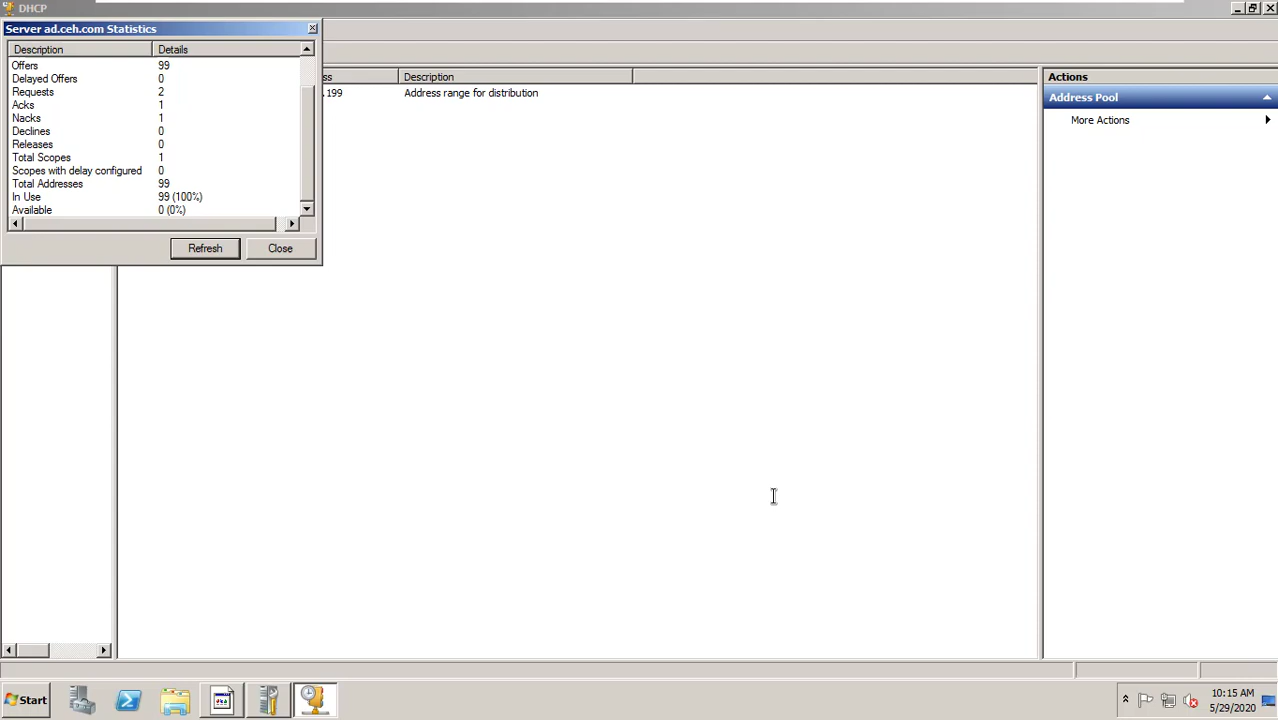 DHCP
Server ad.ceh.com Statistics
Description Details
Offers 99
Delayed Offers 0
Requests 2
Acks 1
Nacks 1
Declines 0
Releases 0
Total Scopes 1
Scopes with delay configured 0
Total Addresses 99
In Use 99 (100%)
Available 0 (0%)
Refresh Close
ss Description
.199 Address range for distribution
Actions
Address Pool
More Actions
Start
10:15 AM
5/29/2020